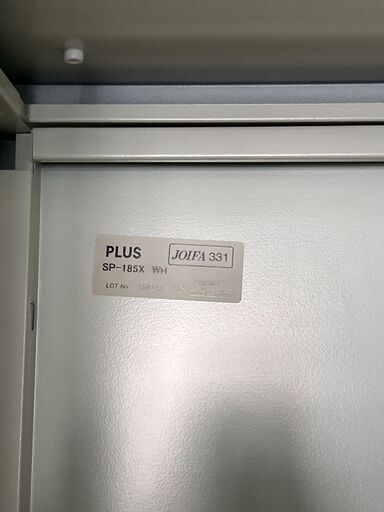 PLUS
JOIFA 331
SP-185X WH
LOT No.